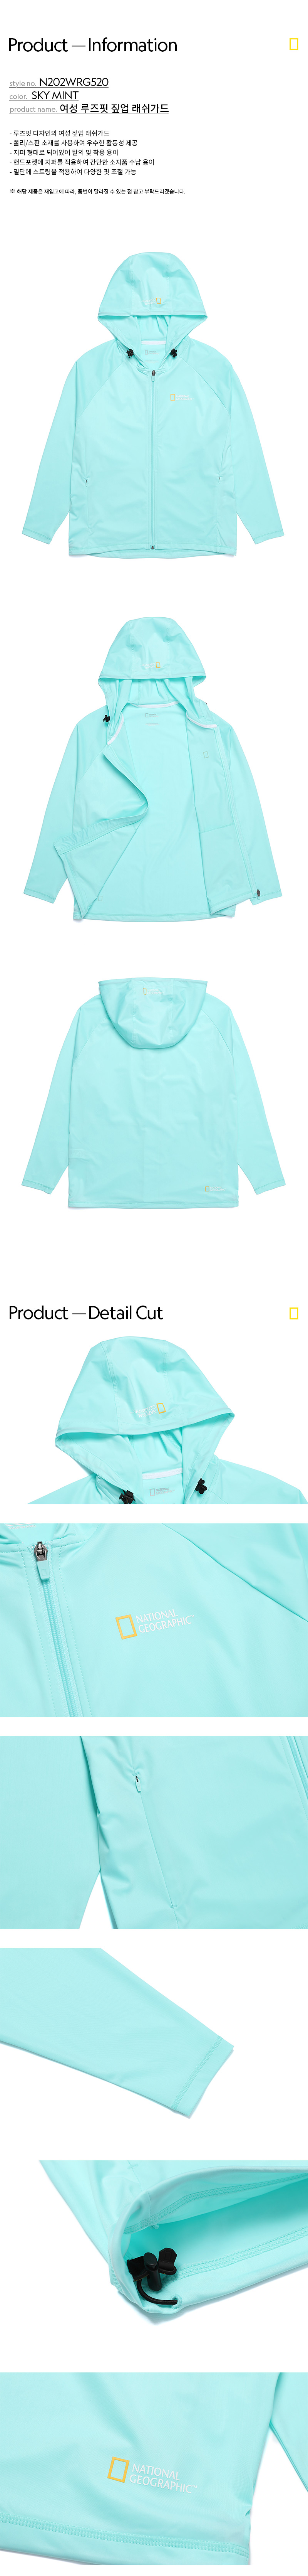 Product — Information
style no. N202WRG520
color. SKY MINT
product name. 여성 루즈핏 짚업 래쉬가드
- 루즈핏 디자인의 여성 짚업 래쉬가드
- 폴리/스판 소재를 사용하여 우수한 활동성 제공
- 지퍼 형태로 되어있어 탈의 및 착용 용이
- 핸드포켓에 지퍼를 적용하여 간단한 소지품 수납 용이
- 밑단에 스트링을 적용하여 다양한 핏 조절 가능
※ 해당 제품은 재입고에 따라, 품번이 달라질 수 있는 점 참고 부탁드리겠습니다.
Product — Detail Cut
NATIONAL
GEOGRAPHIC
NATIONAL
GEOGRAPHIC